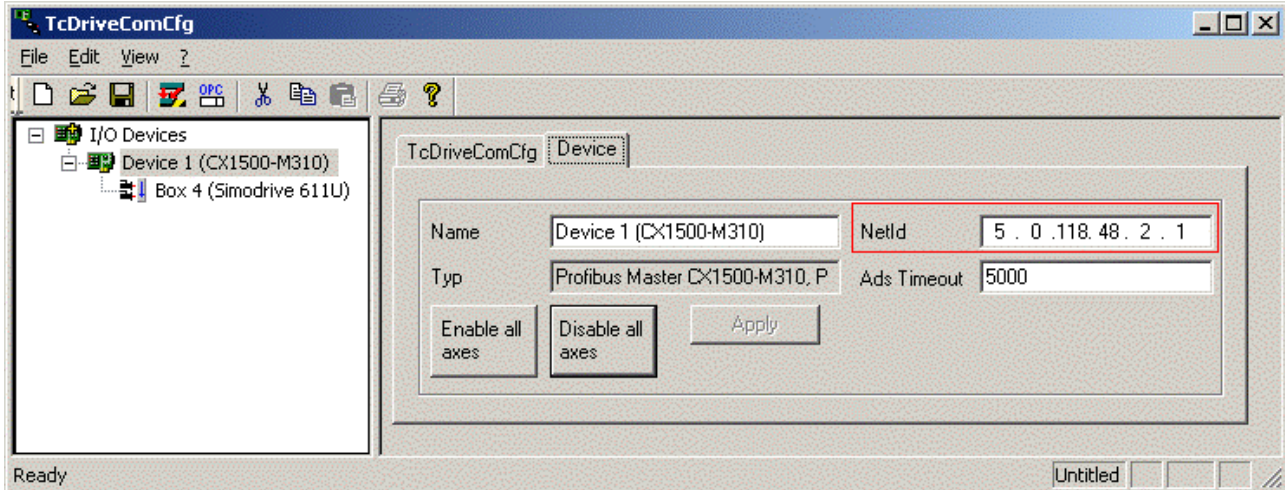 TcDriveComCfg
File Edit View ?
OPC
I/O Devices
Device 1 (CX1500-M310)
Box 4 (Simodrive 611U)
TcDriveComCfg Device
Name Device 1 (CX1500-M310) NetId 5 . 0 .118. 48 . 2 . 1
Typ Profibus Master CX1500-M310, P Ads Timeout 5000
Enable all axes Disable all axes Apply
Ready Untitled